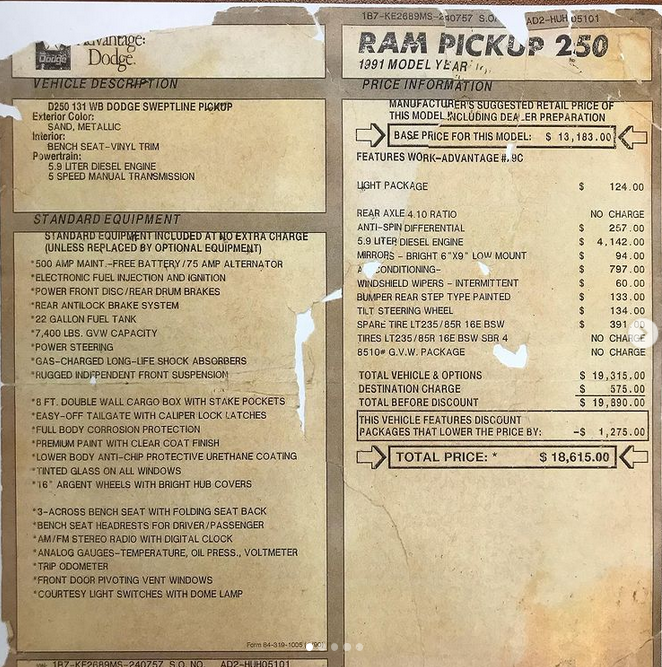 1B7-KE2689MS-240757 S.O. AD2-HUH05101
Advantage:
Dodge.
Dodge
RAM PICKUP 250
1991 MODEL YEAR
VEHICLE DESCRIPTION
D250 131 WB DODGE SWEPTLINE PICKUP
Exterior Color:
SAND, METALLIC
Interior:
BENCH SEAT-VINYL TRIM
Powertrain:
5.9 LITER DIESEL ENGINE
5 SPEED MANUAL TRANSMISSION
STANDARD EQUIPMENT
STANDARD EQUIPMENT INCLUDED AT NO EXTRA CHARGE
(UNLESS REPLACED BY OPTIONAL EQUIPMENT)
*500 AMP MAINT.-FREE BATTERY/75 AMP ALTERNATOR
*ELECTRONIC FUEL INJECTION AND IGNITION
*POWER FRONT DISC/REAR DRUM BRAKES
*REAR ANTILOCK BRAKE SYSTEM
*22 GALLON FUEL TANK
*7,400 LBS. GVW CAPACITY
*POWER STEERING
*GAS-CHARGED LONG-LIFE SHOCK ABSORBERS
*RUGGED INDEPENDENT FRONT SUSPENSION
*8 FT. DOUBLE WALL CARGO BOX WITH STAKE POCKETS
*EASY-OFF TAILGATE WITH CALIPER LOCK LATCHES
*FULL BODY CORROSION PROTECTION
*PREMIUM PAINT WITH CLEAR COAT FINISH
*LOWER BODY ANTI-CHIP PROTECTIVE URETHANE COATING
*TINTED GLASS ON ALL WINDOWS
*16" ARGENT WHEELS WITH BRIGHT HUB COVERS
*3-ACROSS BENCH SEAT WITH FOLDING SEAT BACK
*BENCH SEAT HEADRESTS FOR DRIVER/PASSENGER
*AM/FM STEREO RADIO WITH DIGITAL CLOCK
*ANALOG GAUGES-TEMPERATURE, OIL PRESS., VOLTMETER
*TRIP ODOMETER
*FRONT DOOR PIVOTING VENT WINDOWS
*COURTESY LIGHT SWITCHES WITH DOME LAMP
Form 84-319-1005
1B7-KE2689MS-240757 S.O. NO. AD2-HUH05101
PRICE INFORMATION
MANUFACTURER'S SUGGESTED RETAIL PRICE OF
THIS MODEL INCLUDING DEALER PREPARATION
BASE PRICE FOR THIS MODEL: $ 13,183.00
FEATURES WORK-ADVANTAGE
LIGHT PACKAGE $ 124.00
REAR AXLE 4.10 RATIO NO CHARGE
ANTI-SPIN DIFFERENTIAL $ 257.00
5.9 LITER DIESEL ENGINE $ 4,142.00
MIRRORS - BRIGHT 6"X9" LOW MOUNT $ 94.00
CONDITIONING- $ 797.00
WINDSHIELD WIPERS - INTERMITTENT $ 60.00
BUMPER REAR STEP TYPE PAINTED $ 133.00
TILT STEERING WHEEL $ 134.00
SPARE TIRE LT235/85R 16E BSW $ 391.00
TIRES LT235/85R 16E BSW SBR 4 NO CHARGE
8510# G.V.W. PACKAGE NO CHARGE
TOTAL VEHICLE & OPTIONS $ 19,315.00
DESTINATION CHARGE $ 575.00
TOTAL BEFORE DISCOUNT $ 19,890.00
THIS VEHICLE FEATURES DISCOUNT
PACKAGES THAT LOWER THE PRICE BY: -$ 1,275.00
TOTAL PRICE: * $ 18,615.00